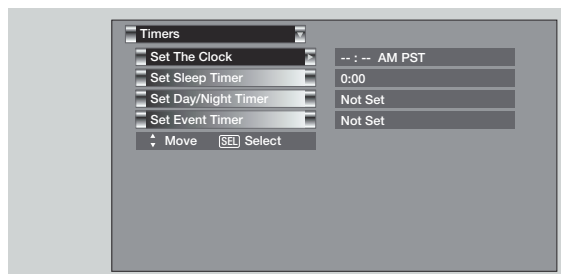 Timers
Set The Clock -- : -- AM PST
Set Sleep Timer 0:00
Set Day/Night Timer Not Set
Set Event Timer Not Set
Move SEL Select